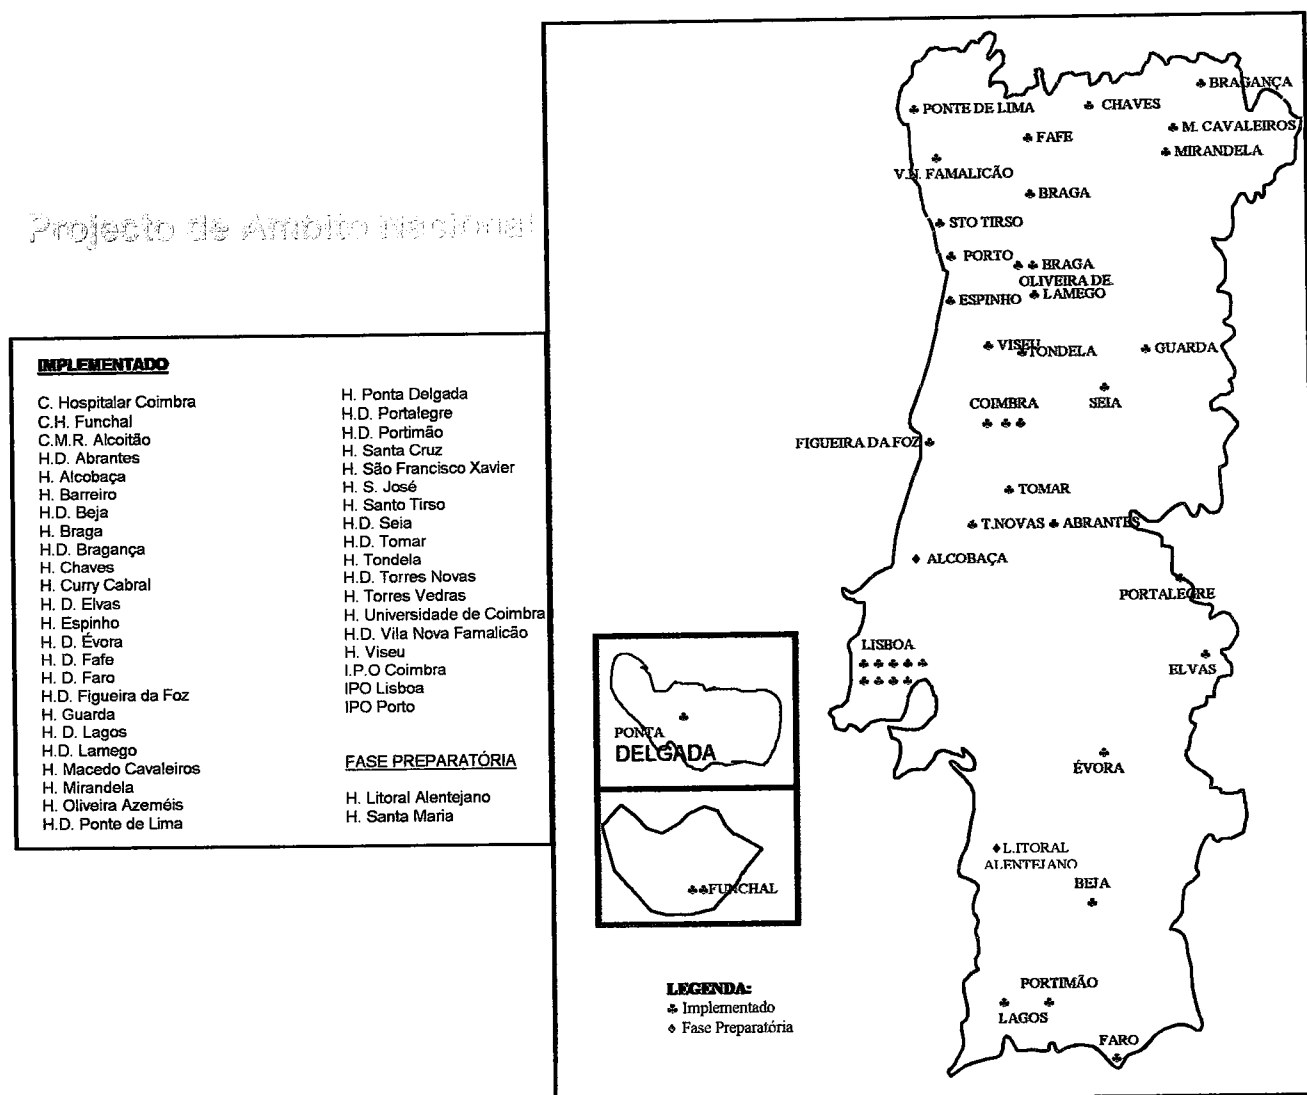 Projecto de Ambito Nacional
IMPLEMENTADO
C. Hospitalar Coimbra
C.H. Funchal
C.M.R. Alcoitão
H.D. Abrantes
H. Alcobaça
H. Barreiro
H.D. Beja
H. Braga
H.D. Bragança
H. Chaves
H. Curry Cabral
H. D. Elvas
H. Espinho
H. D. Évora
H. D. Fafe
H. D. Faro
H.D. Figueira da Foz
H. Guarda
H. D. Lagos
H.D. Lamego
H. Macedo Cavaleiros
H. Mirandela
H. Oliveira Azeméis
H.D. Ponte de Lima
H. Ponta Delgada
H.D. Portalegre
H.D. Portimão
H. Santa Cruz
H. São Francisco Xavier
H. S. José
H. Santo Tirso
H.D. Seia
H.D. Tomar
H. Tondela
H.D. Torres Novas
H. Torres Vedras
H. Universidade de Coimbra
H.D. Vila Nova Famalicão
H. Viseu
I.P.O Coimbra
IPO Lisboa
IPO Porto
FASE PREPARATÓRIA
H. Litoral Alentejano
H. Santa Maria
BRAGANÇA
PONTE DE LIMA
CHAVES
M. CAVALEIROS
FAFE
MIRANDELA
V.N. FAMALICÃO
BRAGA
STO TIRSO
PORTO
BRAGA
OLIVEIRA DE.
LAMEGO
ESPINHO
VISEU
TONDELA
GUARDA
COIMBRA
SEIA
FIGUEIRA DA FOZ
TOMAR
T.NOVAS
ABRANTES
ALCOBAÇA
PORTALEGRE
LISBOA
ELVAS
PONTA
DELGADA
ÉVORA
L.ITORAL
ALENTEJANO
BEJA
FUNCHAL
PORTIMÃO
LAGOS
FARO
LEGENDA:
♣ Implementado
♦ Fase Preparatória